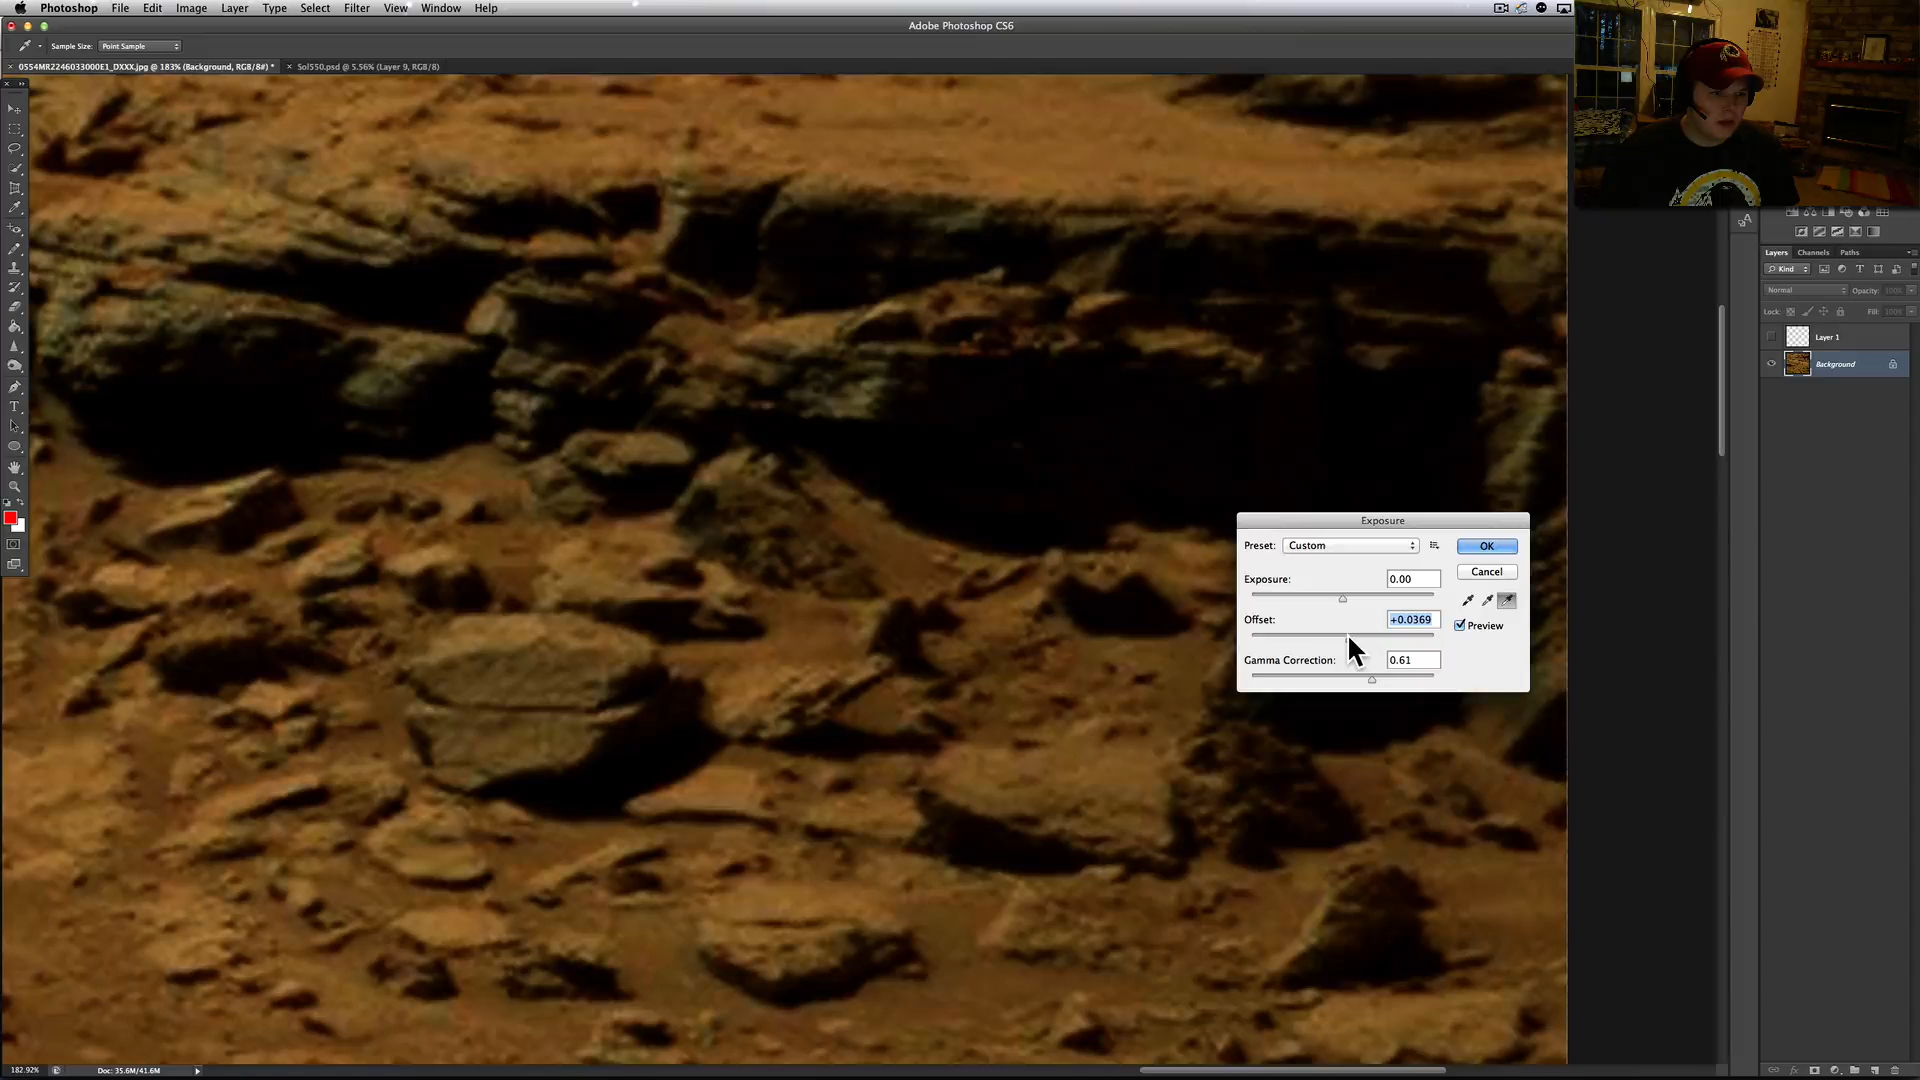 Photoshop File Edit Image Layer Type Select Filter View Window Help
Adobe Photoshop CS6
Sample Size: Point Sample
0554MR2246033000E1_DXXX.jpg @ 183% (Background, RGB/8#) *
Sol550.psd @ 5.56% (Layer 9, RGB/8)
Layers Channels Paths
Kind
Normal Opacity: 100%
Lock: Fill: 100%
Layer 1
Background
Exposure
Preset: Custom OK
Cancel
Exposure: 0.00
Offset: +0.0369
Preview
Gamma Correction: 0.61
182.92% Doc: 35.6M/41.6M